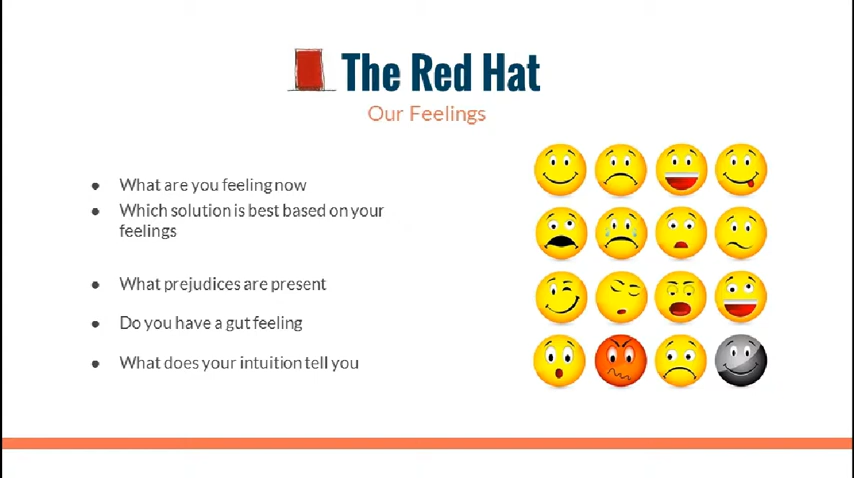 The Red Hat
Our Feelings
● What are you feeling now
● Which solution is best based on your
feelings
● What prejudices are present
● Do you have a gut feeling
● What does your intuition tell you